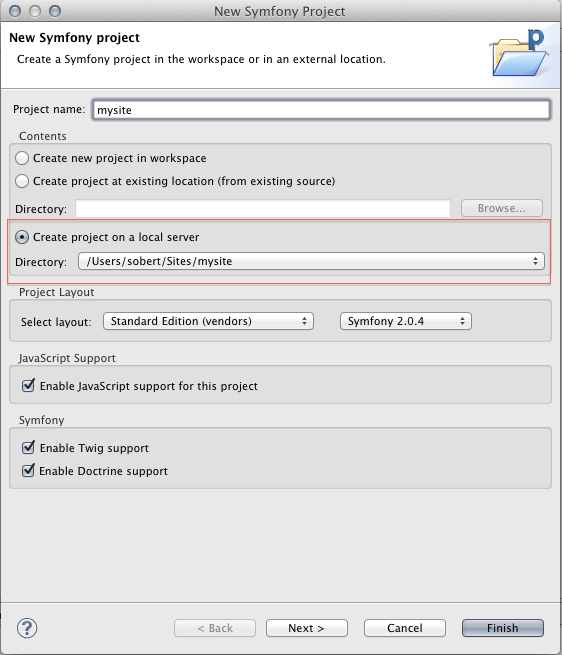 New Symfony Project
New Symfony project
Create a Symfony project in the workspace or in an external location.
p
Project name: mysite
Contents
Create new project in workspace
Create project at existing location (from existing source)
Directory: Browse...
Create project on a local server
Directory: /Users/sobert/Sites/mysite
Project Layout
Select layout: Standard Edition (vendors) Symfony 2.0.4
JavaScript Support
Enable JavaScript support for this project
Symfony
Enable Twig support
Enable Doctrine support
? < Back Next > Cancel Finish